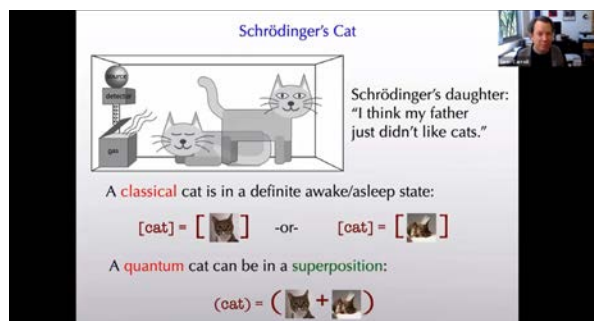 Schrödinger's Cat
source
detector
gas
Schrödinger's daughter:
"I think my father
just didn't like cats."
A classical cat is in a definite awake/asleep state:
[cat] = [ ] -or- [cat] = [ ]
A quantum cat can be in a superposition:
(cat) = ( + )